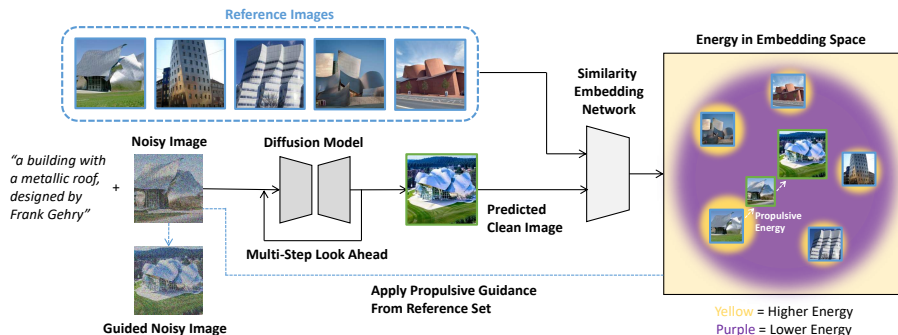 Reference Images
Energy in Embedding Space
Similarity
Embedding
Network
Noisy Image
Diffusion Model
“a building with
a metallic roof,
designed by
Frank Gehry”
+
Predicted
Clean Image
Propulsive
Energy
Multi-Step Look Ahead
Apply Propulsive Guidance
From Reference Set
Guided Noisy Image
Yellow = Higher Energy
Purple = Lower Energy